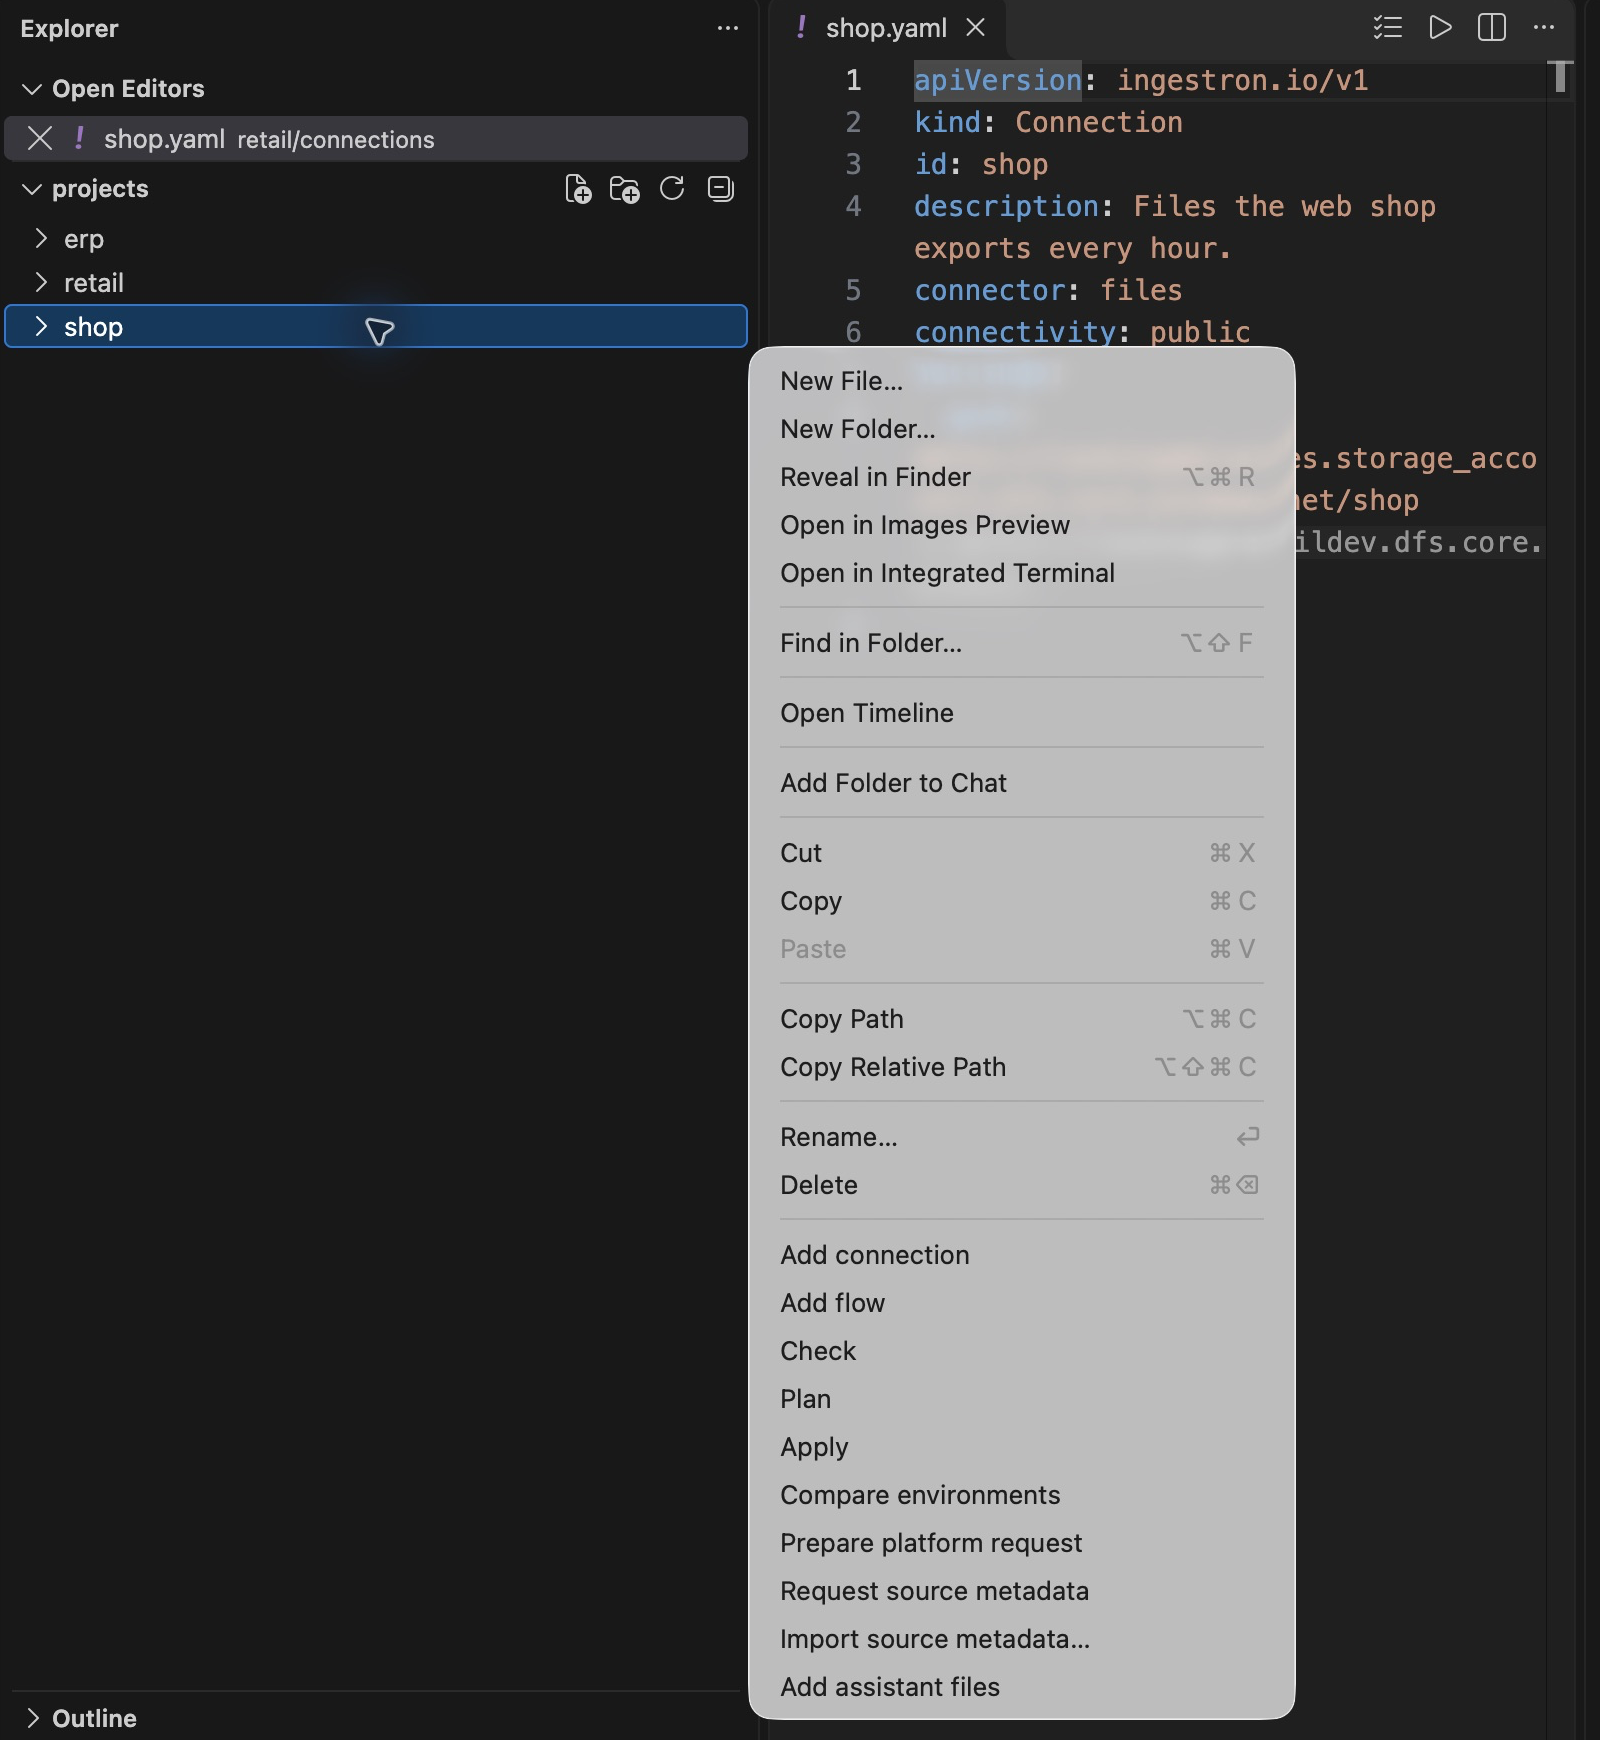 Explorer
Open Editors
shop.yaml retail/connections
projects
erp
retail
shop
Outline
! shop.yaml
1 apiVersion: ingestron.io/v1
2 kind: Connection
3 id: shop
4 description: Files the web shop
exports every hour.
5 connector: files
6 connectivity: public
es.storage_acco
net/shop
ildev.dfs.core.
New File...
New Folder...
Reveal in Finder ⌥⌘R
Open in Images Preview
Open in Integrated Terminal
Find in Folder... ⌥⇧F
Open Timeline
Add Folder to Chat
Cut ⌘X
Copy ⌘C
Paste ⌘V
Copy Path ⌥⌘C
Copy Relative Path ⌥⇧⌘C
Rename... ⏎
Delete ⌘⌫
Add connection
Add flow
Check
Plan
Apply
Compare environments
Prepare platform request
Request source metadata
Import source metadata...
Add assistant files